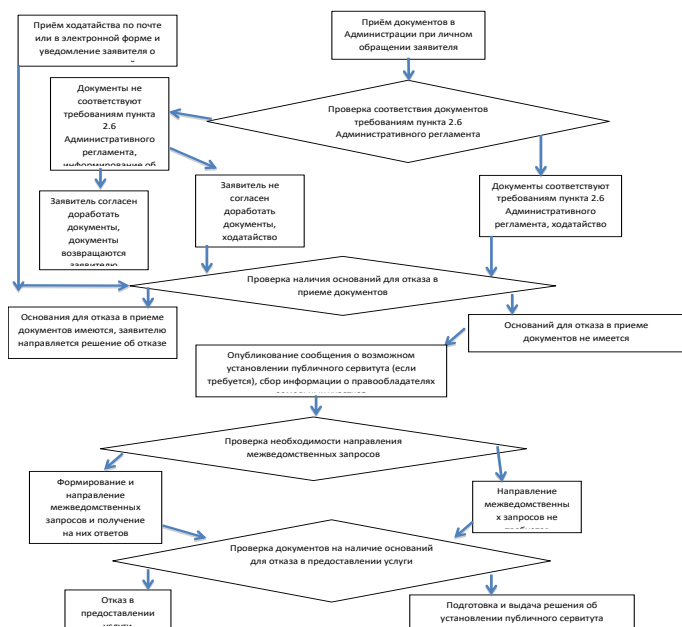 Приём ходатайства по почте
или в электронной форме и
уведомление заявителя о
Приём документов в
Администрации при личном
обращении заявителя
Документы не
соответствуют
требованиям пункта
2.6
Административного
регламента,
информирование об
Проверка соответствия документов
требованиям пункта 2.6
Административного регламента
Заявитель согласен
доработать
документы,
документы
возвращаются
заявителю
Заявитель не
согласен
доработать
документы,
ходатайство
Документы соответствуют
требованиям пункта 2.6
Административного
регламента, ходатайство
Проверка наличия оснований для отказа в
приеме документов
Основания для отказа в приеме
документов имеются, заявителю
направляется решение об отказе
Оснований для отказа в приеме
документов не имеется
Опубликование сообщения о возможном
установлении публичного сервитута (если
требуется), сбор информации о правообладателях
Проверка необходимости направления
межведомственных запросов
Формирование и
направление
межведомственных
запросов и получение
на них ответов
Направление
межведомственны
х запросов не
Проверка документов на наличие оснований
для отказа в предоставлении услуги
Отказ в
предоставлении
услуги
Подготовка и выдача решения об
установлении публичного сервитута